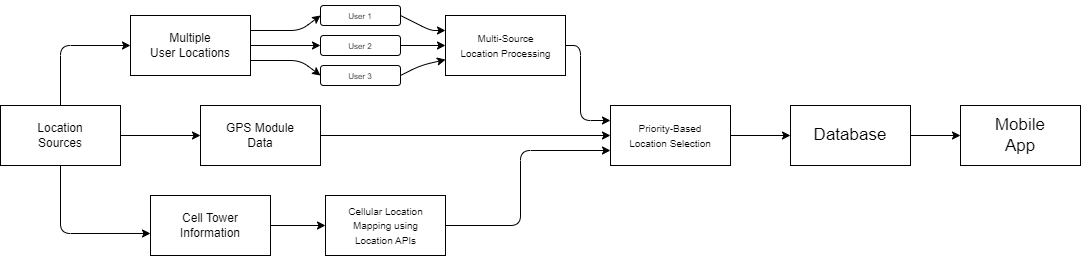 Multiple
User Locations
User 1
User 2
User 3
Multi-Source
Location Processing
Location
Sources
GPS Module
Data
Priority-Based
Location Selection
Database
Mobile
App
Cell Tower
Information
Cellular Location
Mapping using
Location APIs